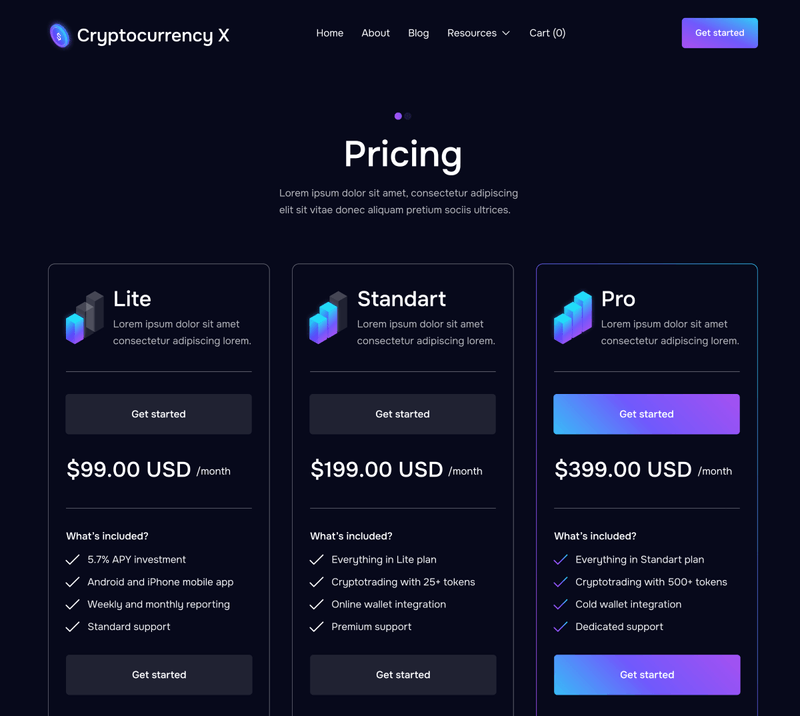 Cryptocurrency X
Home About Blog Resources Cart (0)
Get started
Pricing
Lorem ipsum dolor sit amet, consectetur adipiscing
elit sit vitae donec aliquam pretium sociis ultrices.
Lite
Lorem ipsum dolor sit amet
consectetur adipiscing lorem.
Get started
$99.00 USD /month
What's included?
5.7% APY investment
Android and iPhone mobile app
Weekly and monthly reporting
Standard support
Get started
Standart
Lorem ipsum dolor sit amet
consectetur adipiscing lorem.
Get started
$199.00 USD /month
What's included?
Everything in Lite plan
Cryptotrading with 25+ tokens
Online wallet integration
Premium support
Get started
Pro
Lorem ipsum dolor sit amet
consectetur adipiscing lorem.
Get started
$399.00 USD /month
What's included?
Everything in Standart plan
Cryptotrading with 500+ tokens
Cold wallet integration
Dedicated support
Get started